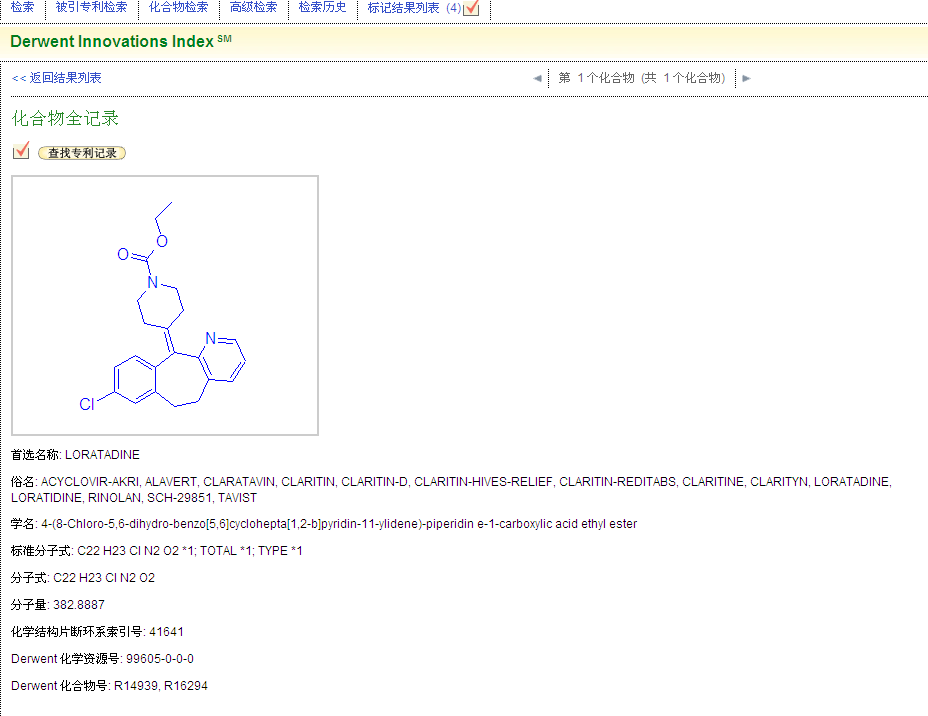 检索 被引专利检索 化合物检索 高级检索 检索历史 标记结果列表 (4)
Derwent Innovations Index SM
<< 返回结果列表 第 1 个化合物 (共 1 个化合物)
化合物全记录
查找专利记录
O
O
N
N
Cl
首选名称: LORATADINE
俗名: ACYCLOVIR-AKRI, ALAVERT, CLARATAVIN, CLARITIN, CLARITIN-D, CLARITIN-HIVES-RELIEF, CLARITIN-REDITABS, CLARITINE, CLARITYN, LORATADINE,
LORATIDINE, RINOLAN, SCH-29851, TAVIST
学名: 4-(8-Chloro-5,6-dihydro-benzo[5,6]cyclohepta[1,2-b]pyridin-11-ylidene)-piperidin e-1-carboxylic acid ethyl ester
标准分子式: C22 H23 Cl N2 O2 *1; TOTAL *1; TYPE *1
分子式: C22 H23 Cl N2 O2
分子量: 382.8887
化学结构片断环系索引号: 41641
Derwent 化学资源号: 99605-0-0-0
Derwent 化合物号: R14939, R16294